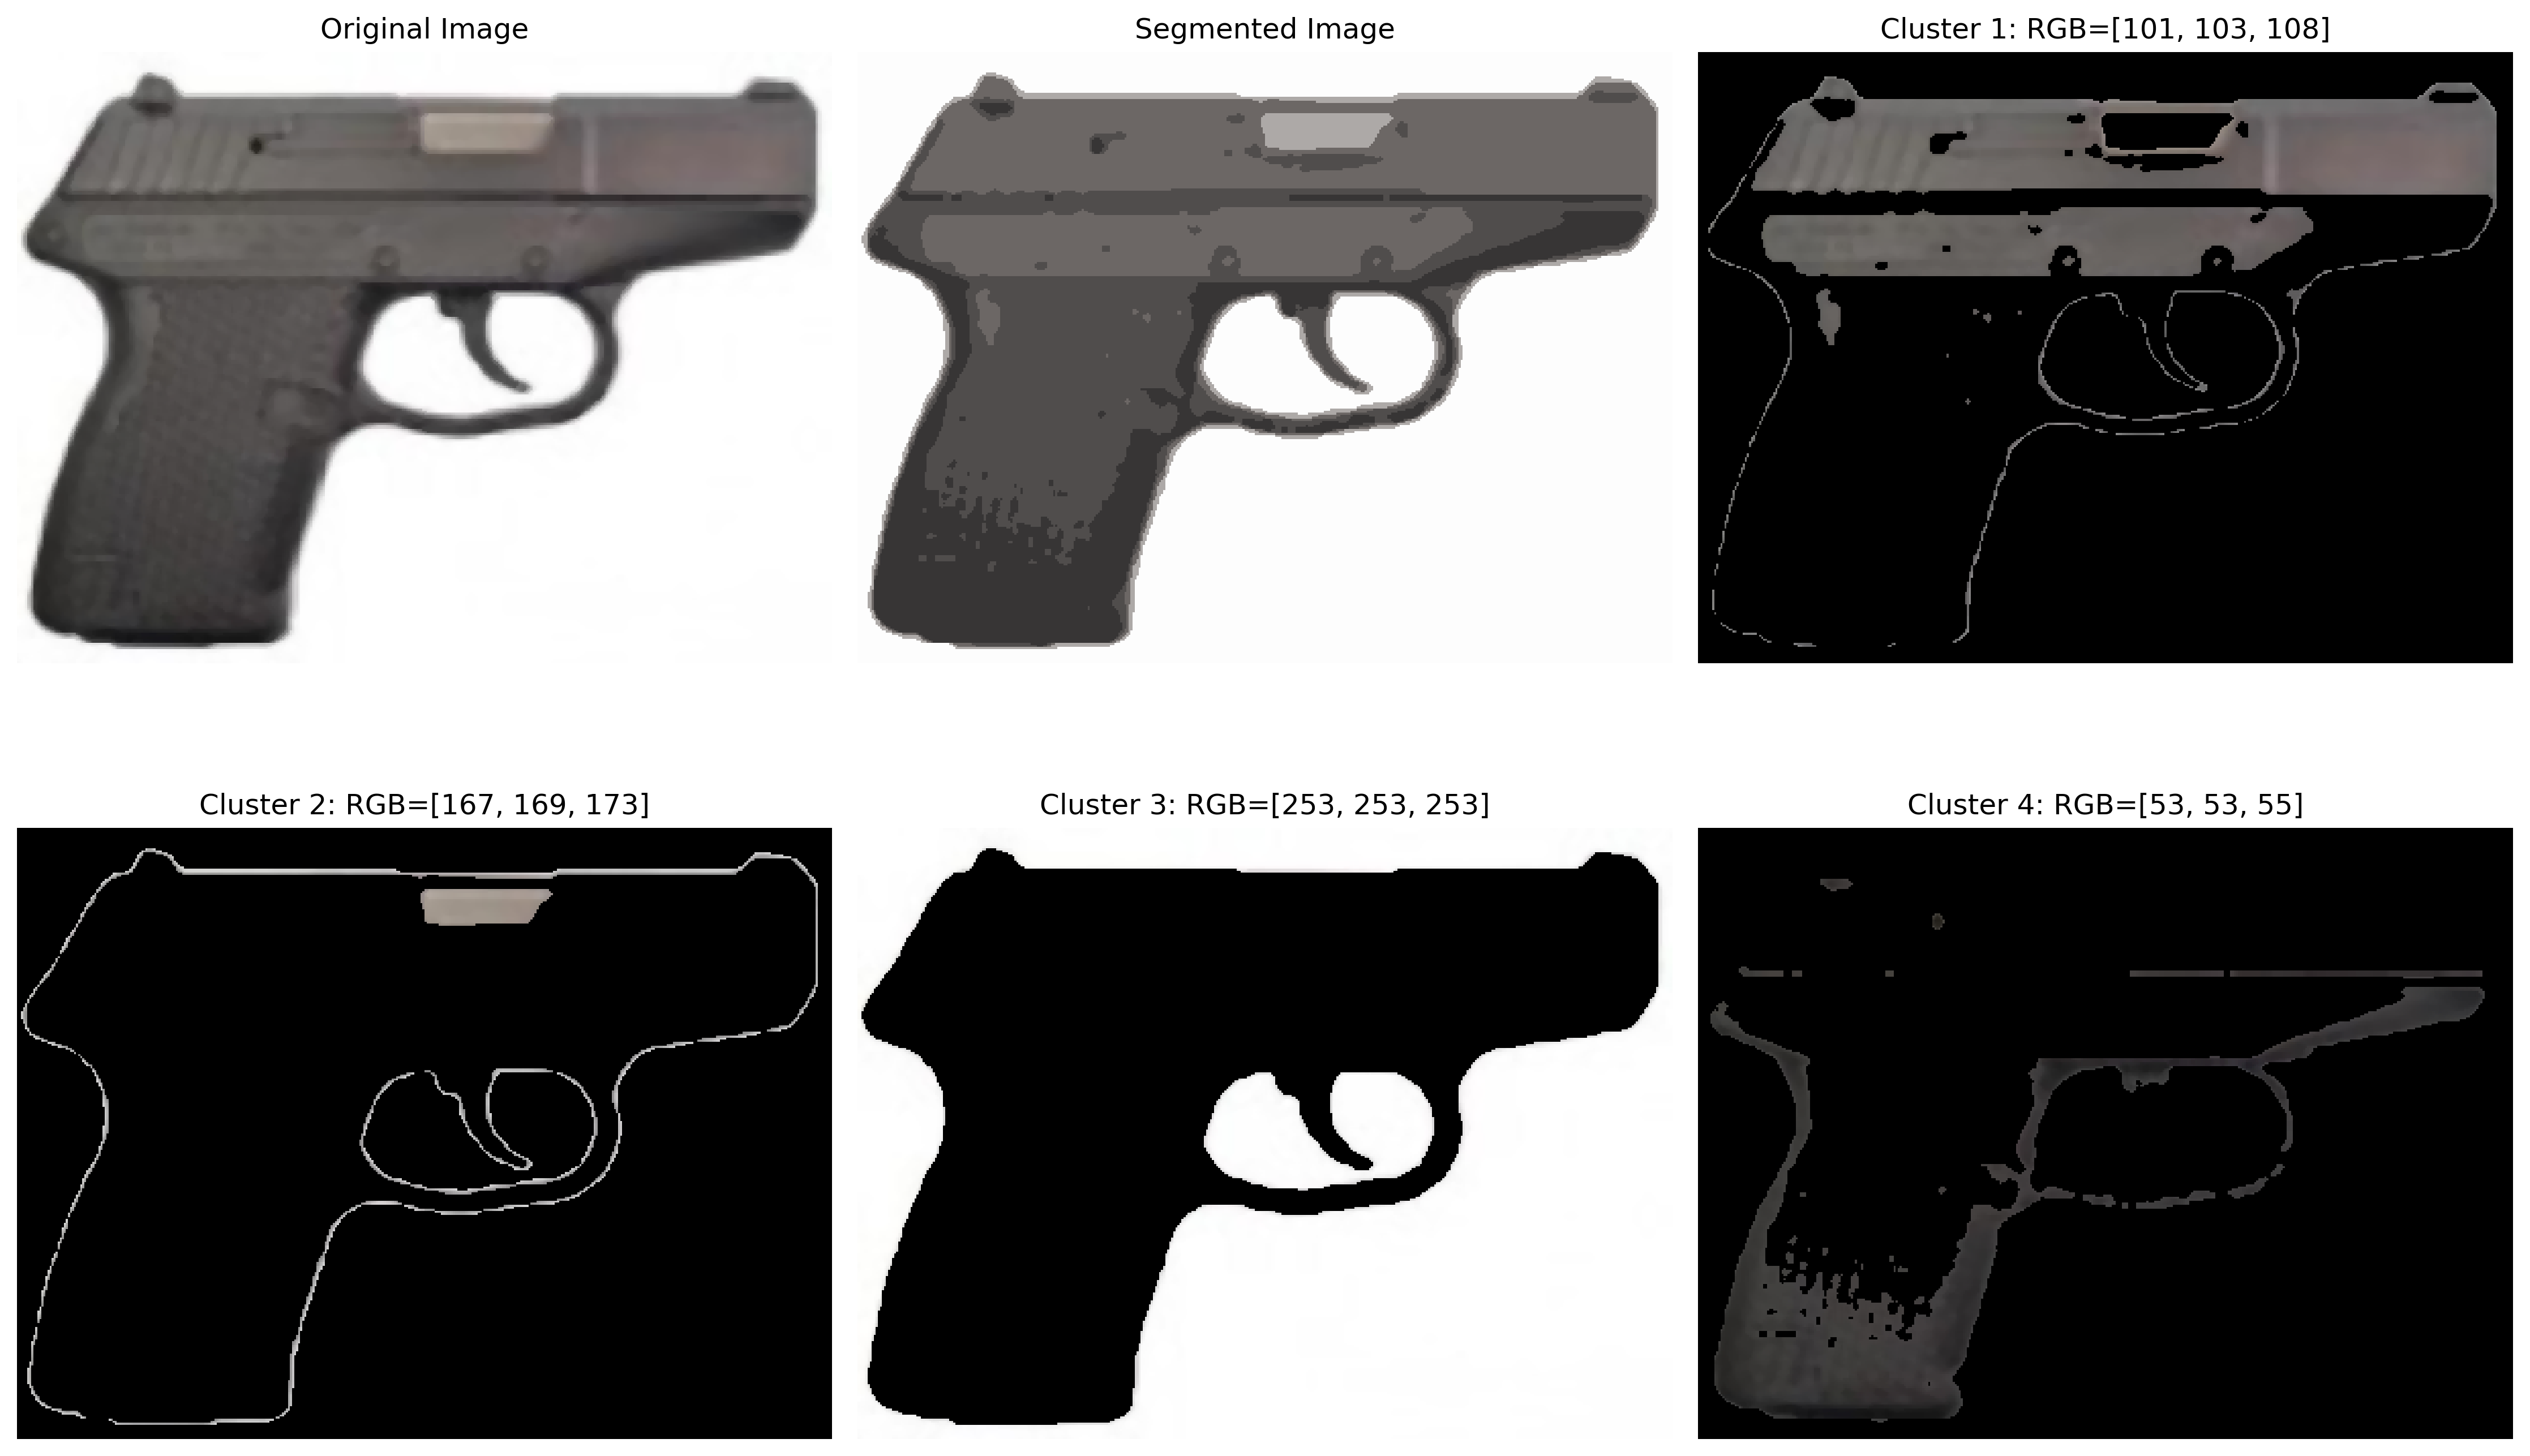 Original Image
Segmented Image
Cluster 1: RGB=[101, 103, 108]
Cluster 2: RGB=[167, 169, 173]
Cluster 3: RGB=[253, 253, 253]
Cluster 4: RGB=[53, 53, 55]